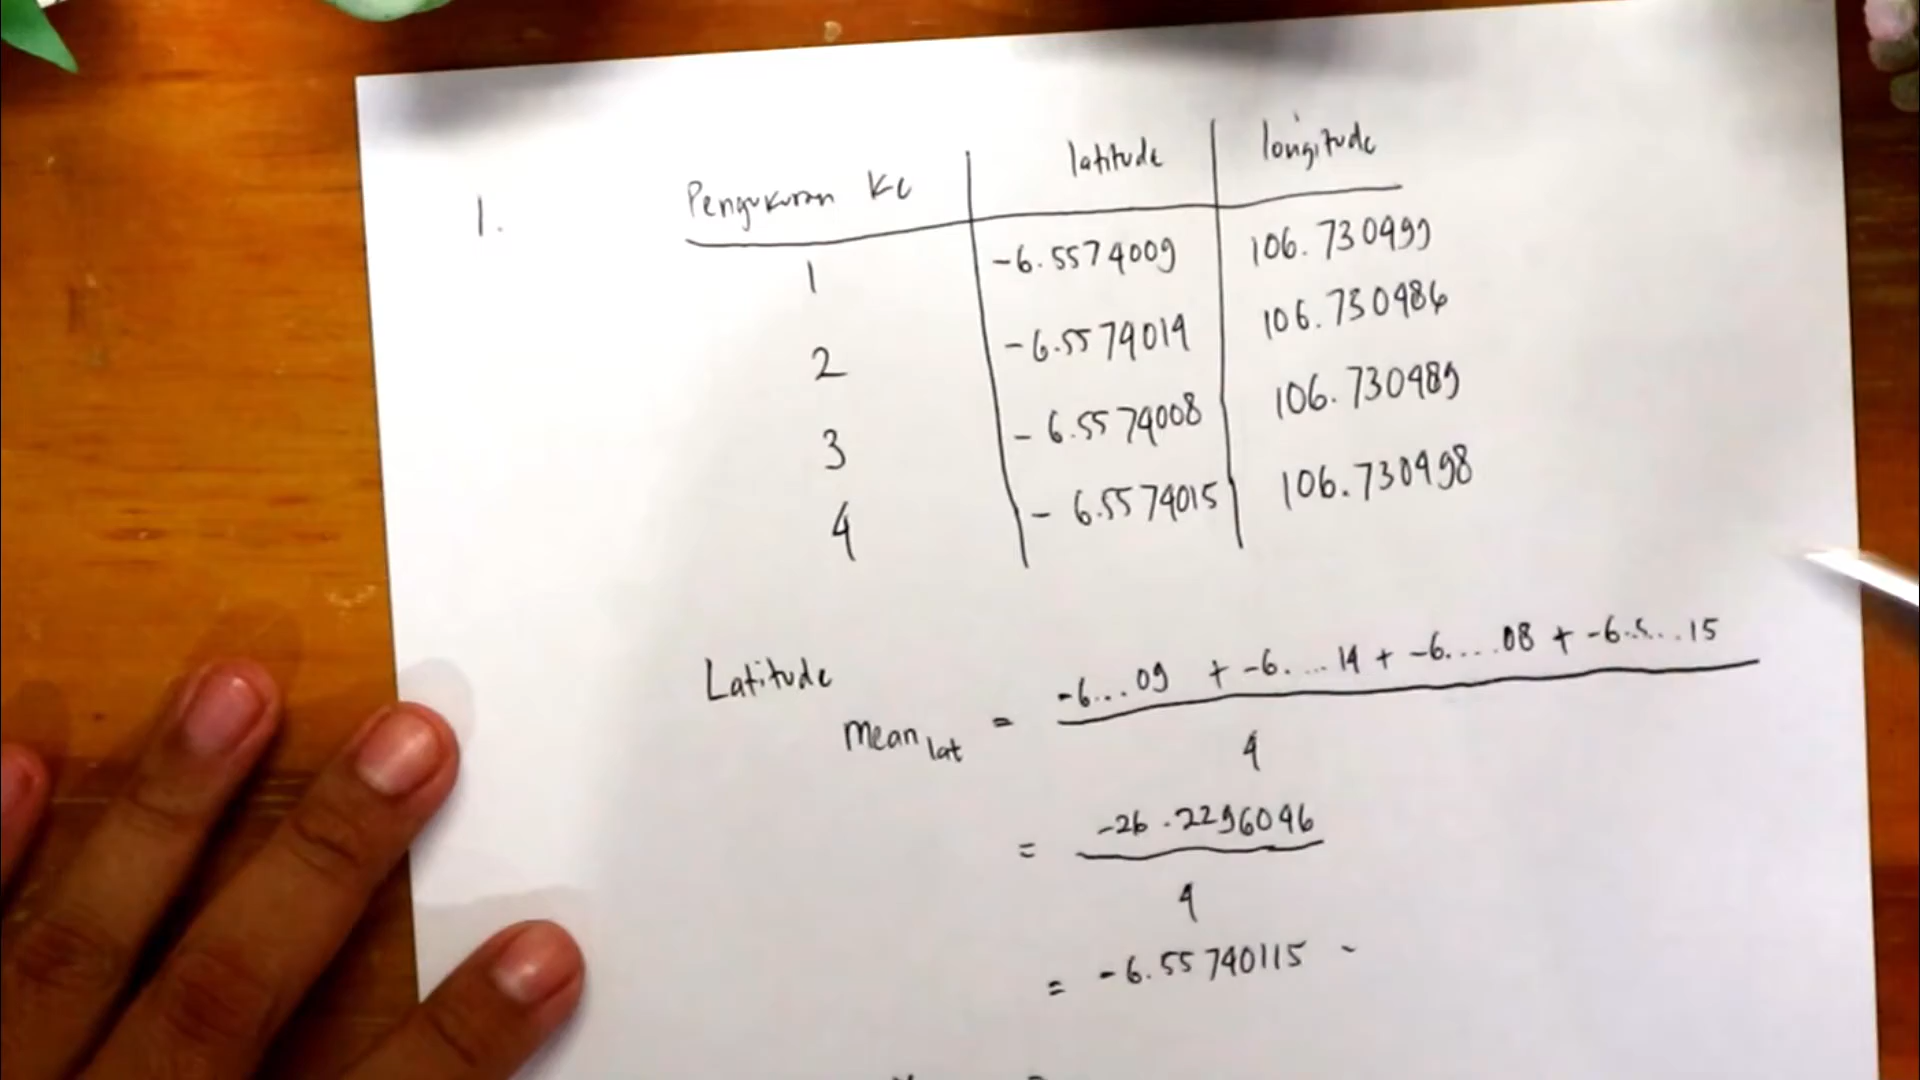 1. Pengukuran Ke latitude longitude
1 -6.5574009 106.730499
2 -6.5574014 106.730486
3 - 6.5574008 106.730489
4 - 6.5574015 106.730498
Latitude
Mean lat = -6...09 + -6....14 + -6....08 + -6.5...15
4
= -26.2296046
4
= -6.55740115